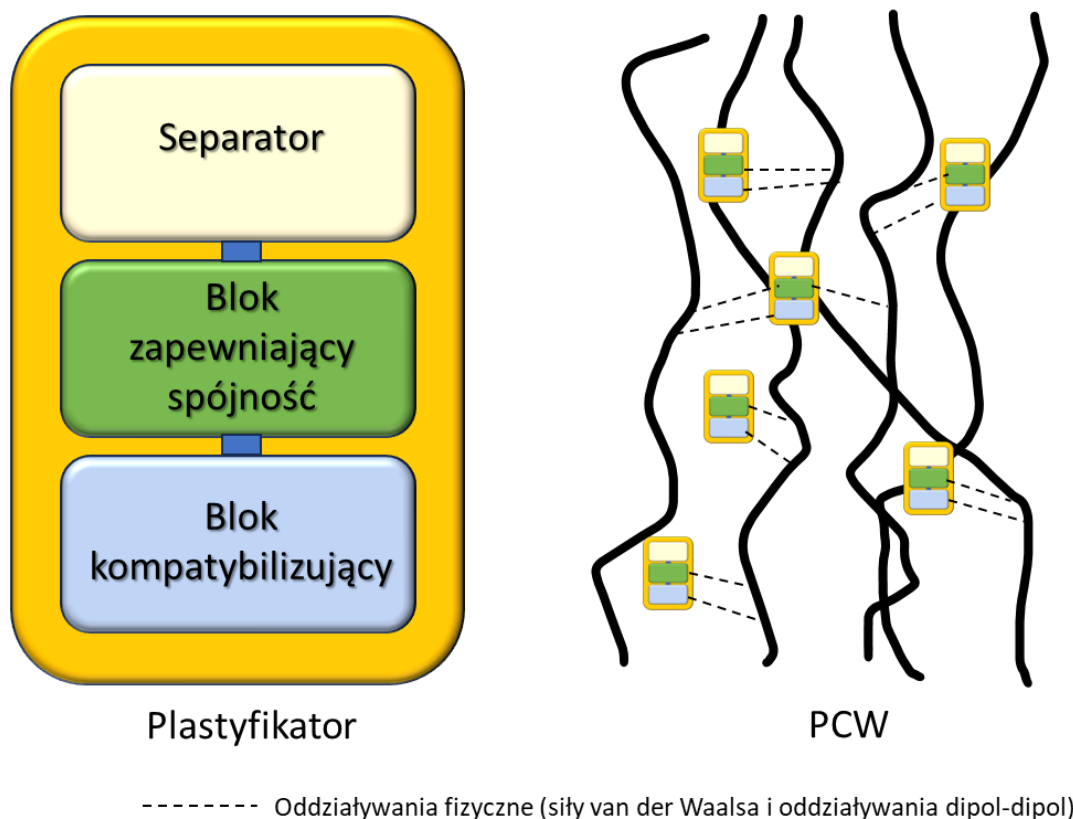 Separator
Blok
zapewniający
spójność
Blok
kompatybilizujący
Plastyfikator
PCW
Oddziaływania fizyczne (siły van der Waalsa i oddziaływania dipol-dipol)